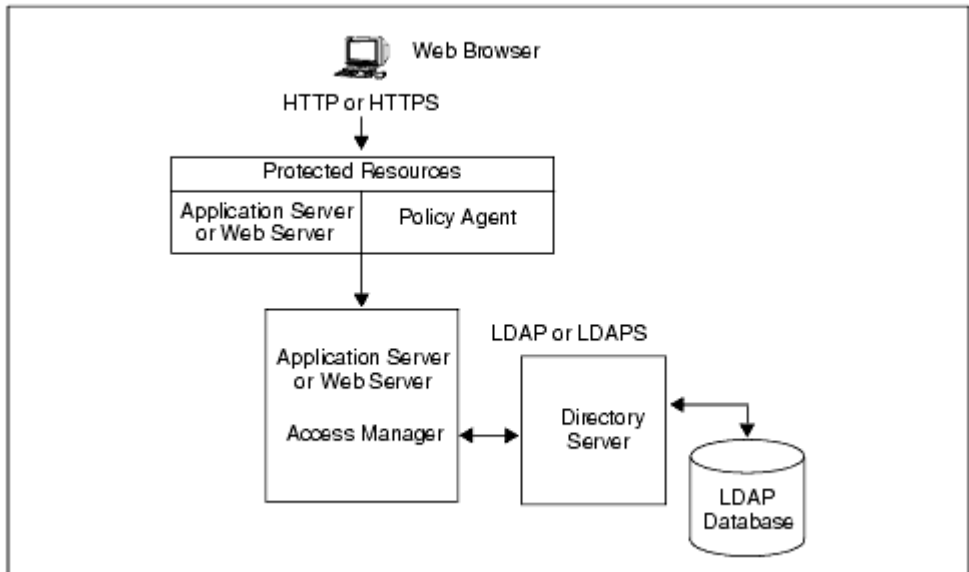 Web Browser
HTTP or HTTPS
Protected Resources
Application Server
or Web Server
Policy Agent
LDAP or LDAPS
Application Server
or Web Server
Access Manager
Directory
Server
LDAP
Database